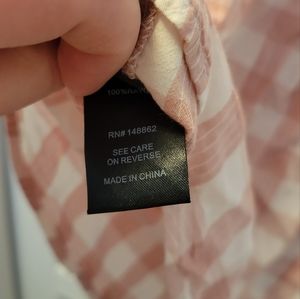 RN# 148862
SEE CARE
ON REVERSE
MADE IN CHINA